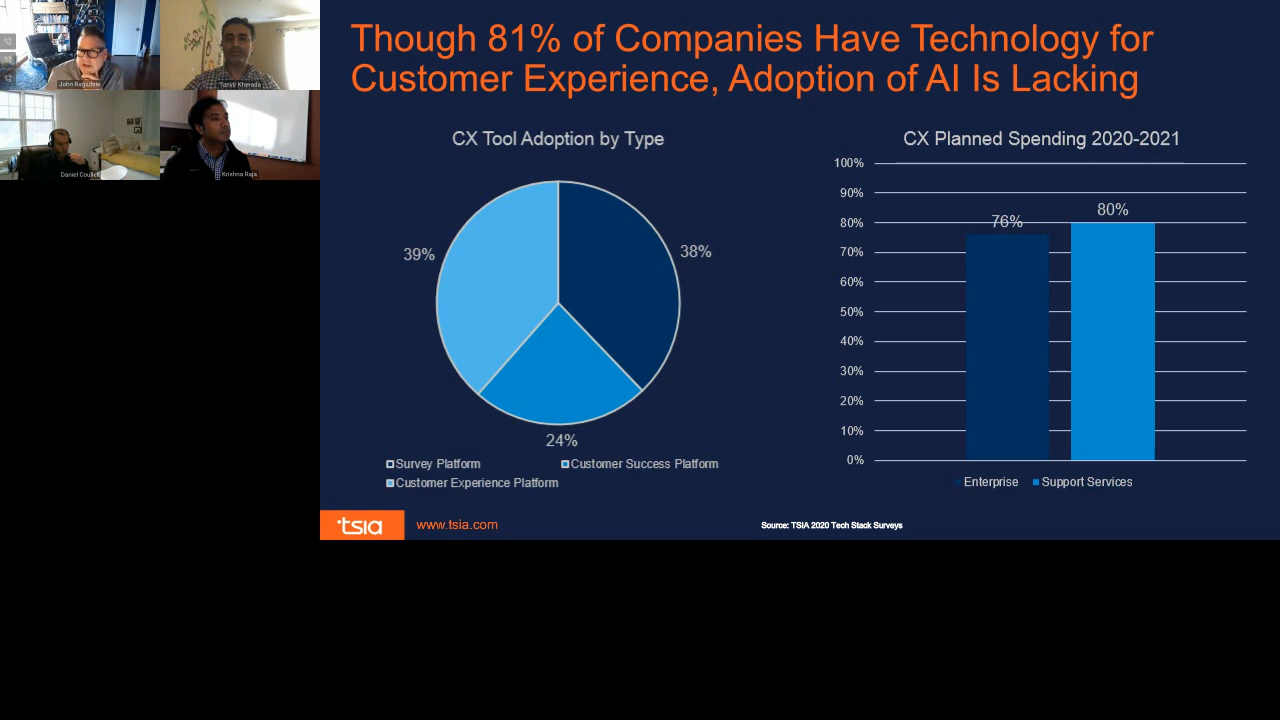 John Ragsdale
Tanvir Kherada
Daniel Coullet
Krishna Raja
Though 81% of Companies Have Technology for
Customer Experience, Adoption of AI Is Lacking
CX Tool Adoption by Type
39%
38%
24%
Survey Platform
Customer Success Platform
Customer Experience Platform
CX Planned Spending 2020-2021
100%
90%
80%
70%
60%
50%
40%
30%
20%
10%
0%
76%
80%
Enterprise
Support Services
tsia
www.tsia.com
Source: TSIA 2020 Tech Stack Surveys